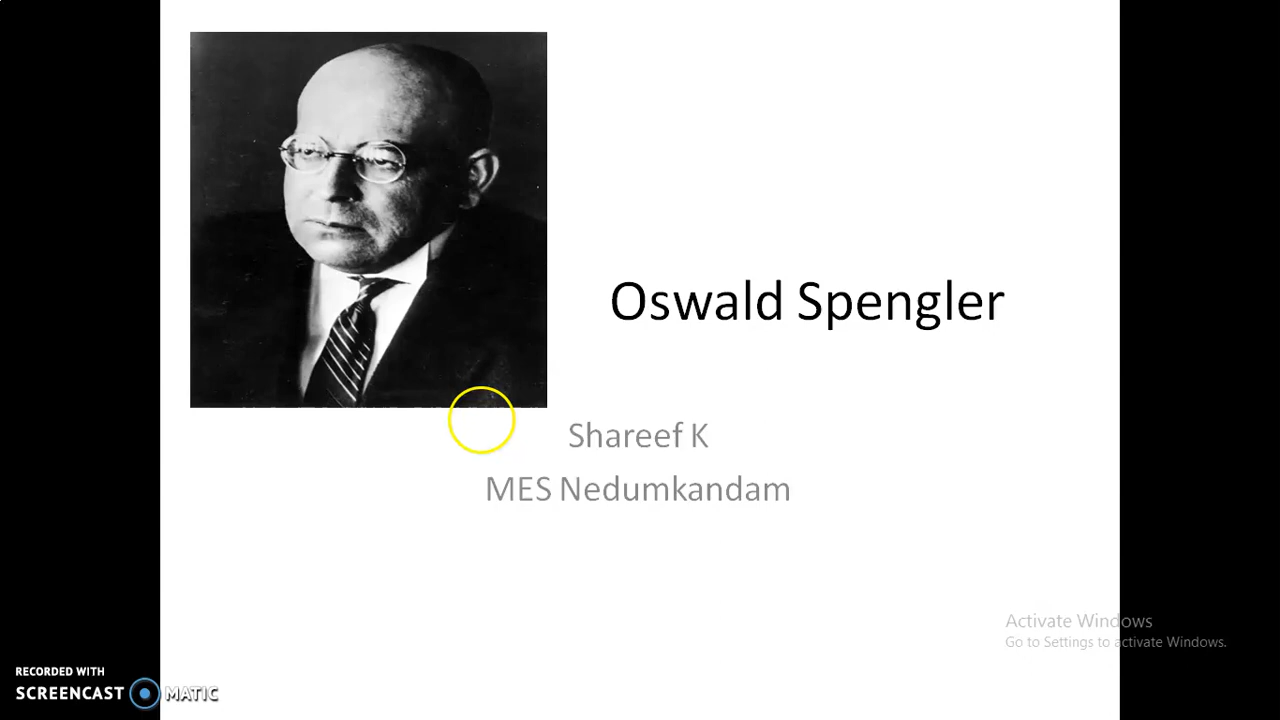 Oswald Spengler
Shareef K
MES Nedumkandam
Activate Windows
Go to Settings to activate Windows.
RECORDED WITH
SCREENCAST MATIC